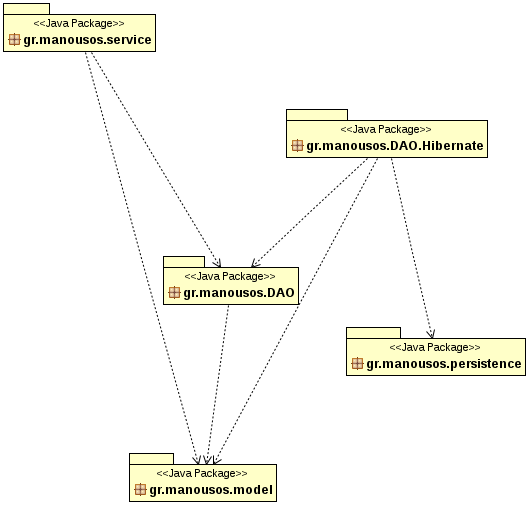 <<Java Package>>
gr.manousos.service
<<Java Package>>
gr.manousos.DAO.Hibernate
<<Java Package>>
gr.manousos.DAO
<<Java Package>>
gr.manousos.persistence
<<Java Package>>
gr.manousos.model